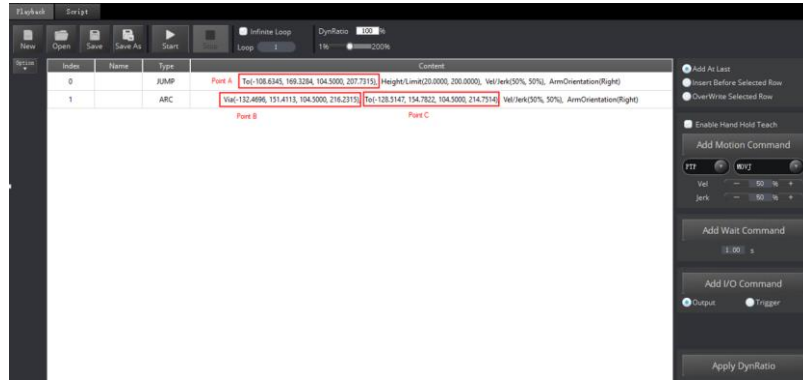 Playback Script
New Open Save Save As Start Stop Infinite Loop Loop 1 DynRatio 100 % 1% 200%
Option
Index Name Type Content
0 JUMP Point A To(-108.6345, 169.3284, 104.5000, 207.7315), Height/Limit(20.0000, 200.0000), Vel/Jerk(50%, 50%), ArmOrientation(Right)
1 ARC Via(-132.4696, 151.4113, 104.5000, 216.2315), To(-128.5147, 154.7822, 104.5000, 214.7514) Vel/Jerk(50%, 50%), ArmOrientation(Right)
Point B Point C
Add At Last
Insert Before Selected Row
OverWrite Selected Row
Enable Hand Hold Teach
Add Motion Command
PTP MOVJ
Vel - 50 % +
Jerk - 50 % +
Add Wait Command
1.00 s
Add I/O Command
Output Trigger
Apply DynRatio